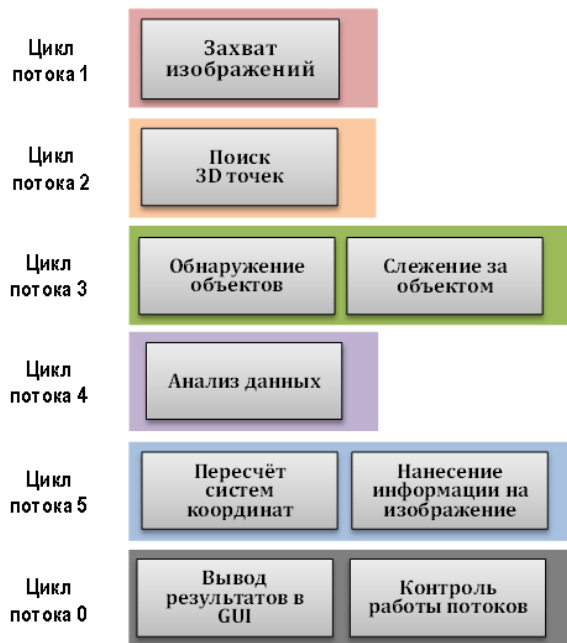 Цикл
потока 1
Захват
изображений
Цикл
потока 2
Поиск
3D точек
Цикл
потока 3
Обнаружение
объектов
Слежение за
объектом
Цикл
потока 4
Анализ данных
Цикл
потока 5
Пересчёт
систем
координат
Нанесение
информации на
изображение
Цикл
потока 0
Вывод
результатов в
GUI
Контроль
работы потоков